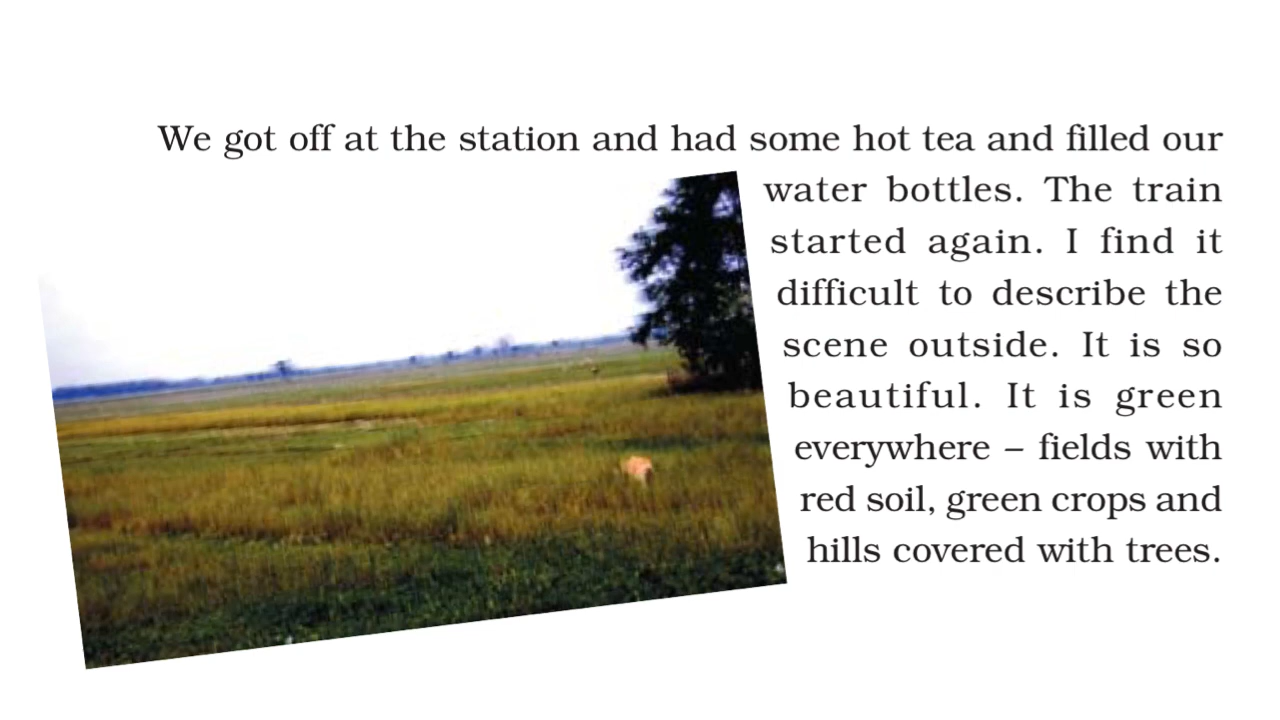 We got off at the station and had some hot tea and filled our
water bottles. The train
started again. I find it
difficult to describe the
scene outside. It is so
beautiful. It is green
everywhere – fields with
red soil, green crops and
hills covered with trees.